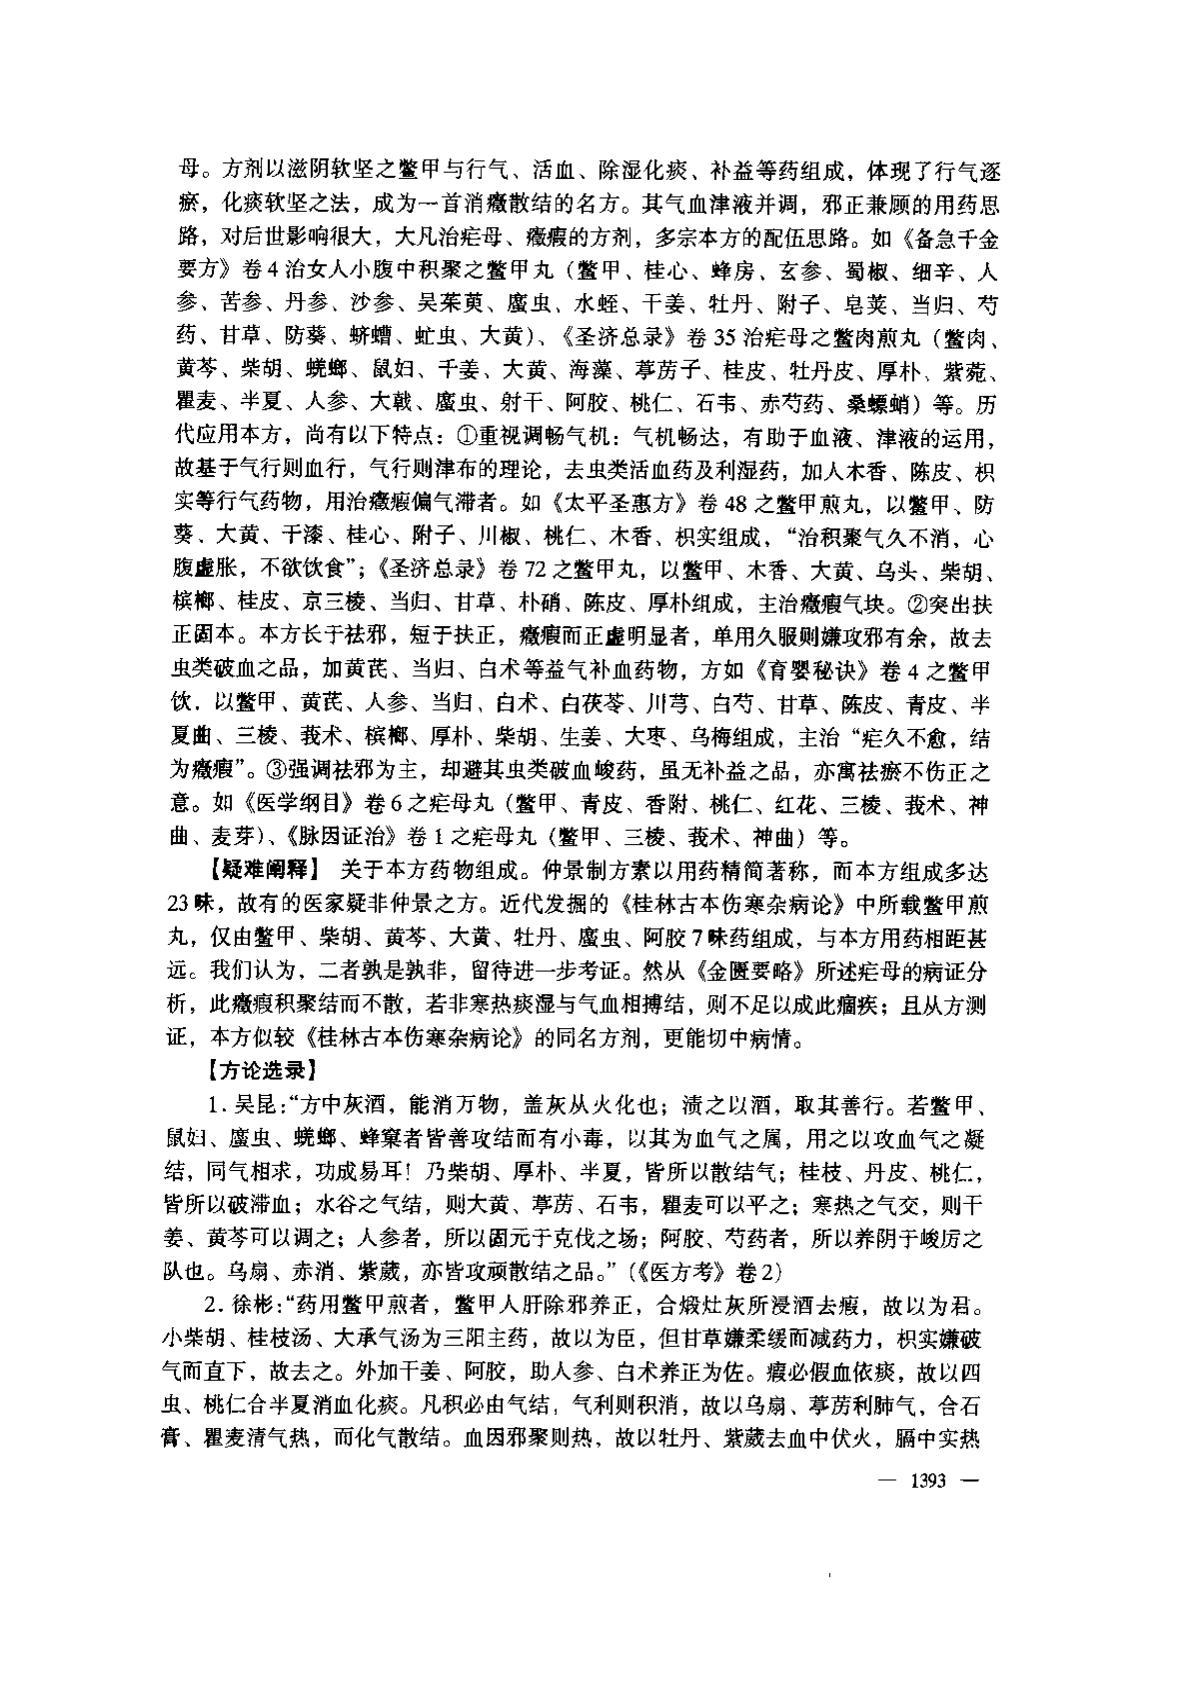 母。方剂以滋阴软坚之鳖甲与行气、活血、除湿化痰、补益等药组成，体现了行气逐
瘀，化痰软坚之法，成为一首消癥散结的名方。其气血津液并调，邪正兼顾的用药思
路，对后世影响很大，大凡治疟母、癥瘕的方剂，多宗本方的配伍思路。如《备急千金
要方》卷4治女人小腹中积聚之鳖甲丸（鳖甲、桂心、蜂房、玄参、蜀椒、细辛、人
参、苦参、丹参、沙参、吴茱萸、䗪虫、水蛭、干姜、牡丹、附子、皂荚、当归、芍
药、甘草、防葵、蛴螬、虻虫、大黄）、《圣济总录》卷35治疟母之鳖肉煎丸（鳖肉、
黄芩、柴胡、蜣螂、鼠妇、干姜、大黄、海藻、葶苈子、桂皮、牡丹皮、厚朴、紫菀、
瞿麦、半夏、人参、大戟、䗪虫、射干、阿胶、桃仁、石韦、赤芍药、桑螵蛸）等。历
代应用本方，尚有以下特点：①重视调畅气机：气机畅达，有助于血液、津液的运用，
故基于气行则血行，气行则津布的理论，去虫类活血药及利湿药，加人木香、陈皮、枳
实等行气药物，用治癥瘕偏气滞者。如《太平圣惠方》卷48之鳖甲煎丸，以鳖甲、防
葵、大黄、干漆、桂心、附子、川椒、桃仁、木香、枳实组成，“治积聚气久不消，心
腹虚胀，不欲饮食”；《圣济总录》卷72之鳖甲丸，以鳖甲、木香、大黄、乌头、柴胡、
槟榔、桂皮、京三棱、当归、甘草、朴硝、陈皮、厚朴组成，主治癥瘕气块。②突出扶
正固本。本方长于祛邪，短于扶正，癥瘕而正虚明显者，单用久服则嫌攻邪有余，故去
虫类破血之品，加黄芪、当归、白术等益气补血药物，方如《育婴秘诀》卷4之鳖甲
饮，以鳖甲、黄芪、人参、当归、白术、白茯苓、川芎、白芍、甘草、陈皮、青皮、半
夏曲、三棱、莪术、槟榔、厚朴、柴胡、生姜、大枣、乌梅组成，主治“疟久不愈，结
为癥瘕”。③强调祛邪为主，却避其虫类破血峻药，虽无补益之品，亦寓祛瘀不伤正之
意。如《医学纲目》卷6之疟母丸（鳖甲、青皮、香附、桃仁、红花、三棱、莪术、神
曲、麦芽）、《脉因证治》卷1之疟母丸（鳖甲、三棱、莪术、神曲）等。
【疑难阐释】 关于本方药物组成。仲景制方素以用药精简著称，而本方组成多达
23味，故有的医家疑非仲景之方。近代发掘的《桂林古本伤寒杂病论》中所载鳖甲煎
丸，仅由鳖甲、柴胡、黄芩、大黄、牡丹、䗪虫、阿胶7味药组成，与本方用药相距甚
远。我们认为，二者孰是孰非，留待进一步考证。然从《金匮要略》所述疟母的病证分
析，此癥瘕积聚结而不散，若非寒热痰湿与气血相搏结，则不足以成此痼疾；且从方测
证，本方似较《桂林古本伤寒杂病论》的同名方剂，更能切中病情。
【方论选录】
1. 吴昆：“方中灰酒，能消万物，盖灰从火化也；渍之以酒，取其善行。若鳖甲、
鼠妇、䗪虫、蜣螂、蜂窠者皆善攻结而有小毒，以其为血气之属，用之以攻血气之凝
结，同气相求，功成易耳！乃柴胡、厚朴、半夏，皆所以散结气；桂枝、丹皮、桃仁，
皆所以破滞血；水谷之气结，则大黄、葶苈、石韦，瞿麦可以平之；寒热之气交，则干
姜、黄芩可以调之；人参者，所以固元于克伐之场；阿胶、芍药者，所以养阴于峻厉之
队也。乌扇、赤消、紫葳，亦皆攻顽散结之品。”（《医方考》卷2）
2. 徐彬：“药用鳖甲煎者，鳖甲人肝除邪养正，合煅灶灰所浸酒去瘕，故以为君。
小柴胡、桂枝汤、大承气汤为三阳主药，故以为臣，但甘草嫌柔缓而减药力，枳实嫌破
气而直下，故去之。外加干姜、阿胶，助人参、白术养正为佐。瘕必假血依痰，故以四
虫、桃仁合半夏消血化痰。凡积必由气结，气利则积消，故以乌扇、葶苈利肺气，合石
膏、瞿麦清气热，而化气散结。血因邪聚则热，故以牡丹、紫葳去血中伏火，膈中实热
— 1393 —